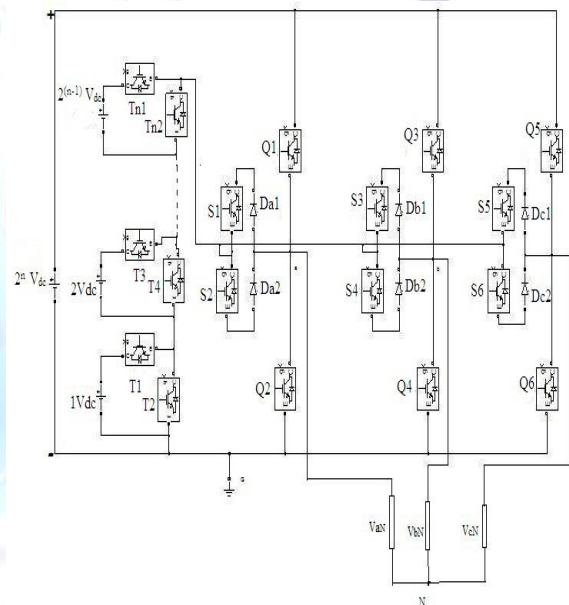 +
2(n-1) Vdc
Tn1
Tn2
Q1
Q3
Q5
S1
Da1
S3
Db1
S5
Dc1
T3
T4
2Vdc
2n Vdc
S2
Da2
S4
Db2
S6
Dc2
T1
T2
1Vdc
Q2
Q4
Q6
-
VaN
VbN
VcN
N